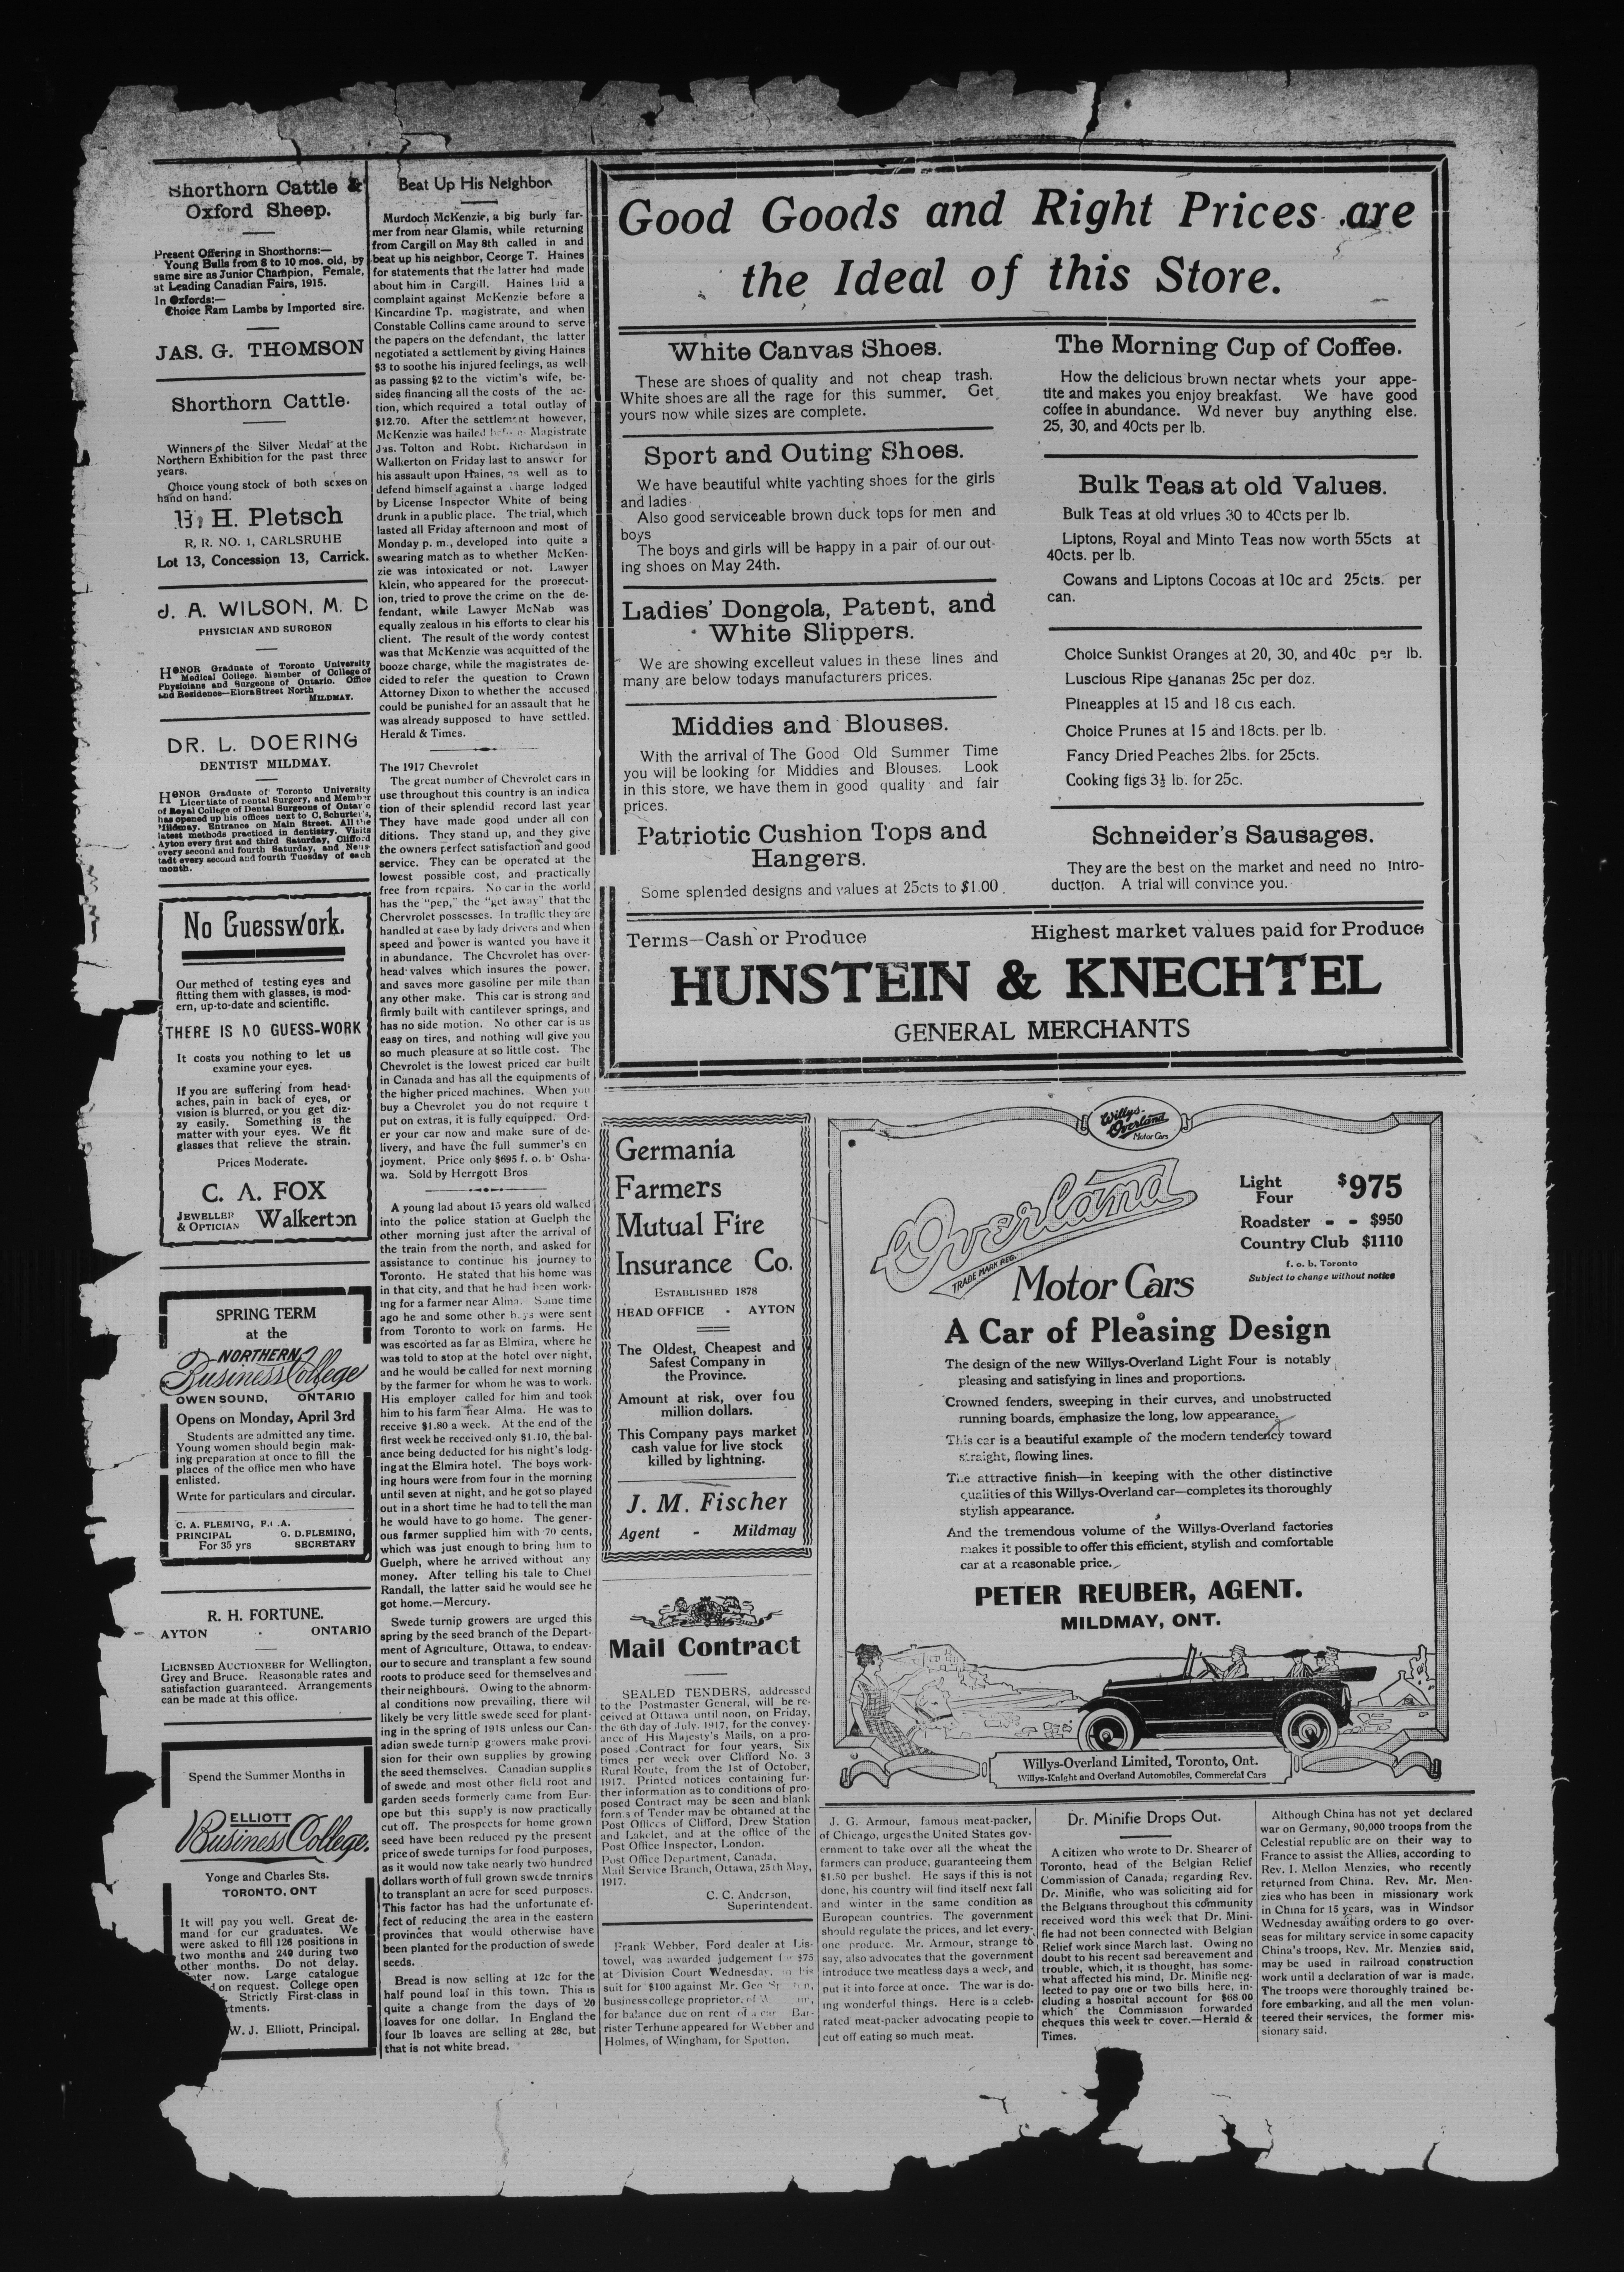 Shorthorn Cattle &
Oxford Sheep.
Present Offering in Shorthorns:—
Young Bulls from 8 to 10 mos. old, by
same sire as Junior Champion, Female,
at Leading Canadian Fairs, 1915.
In Oxfords:—
Choice Ram Lambs by Imported sire.
JAS. G. THOMSON
Shorthorn Cattle.
Winners of the Silver Medal at the
Northern Exhibition for the past three
years.
Choice young stock of both sexes on
hand on hand.
H. Pletsch
R. R. NO. 1, CARLSRUHE
Lot 13, Concession 13, Carrick.
J. A. WILSON, M. D
PHYSICIAN AND SURGEON
HONOR Graduate of Toronto University
Medical College. Member of College of
Physicians and Surgeons of Ontario. Office
and Residence—Elora Street North
MILDMAY.
DR. L. DOERING
DENTIST MILDMAY.
HONOR Graduate of Toronto University
Licentiate of Dental Surgery, and Member
of Royal College of Dental Surgeons of Ontario
has opened up his offices next to C. Schurter's,
Mildmay. Entrance on Main Street. All the
latest methods practiced in dentistry. Visits
Ayton every first and third Saturday, Clifford
every second and fourth Saturday, and Neustadt
every second and fourth Tuesday of each
month.
No Guesswork.
Our method of testing eyes and
fitting them with glasses, is mod-
ern, up-to-date and scientific.
THERE IS NO GUESS-WORK
It costs you nothing to let us
examine your eyes.
If you are suffering from head-
aches, pain in back of eyes, or
vision is blurred, or you get diz-
zy easily. Something is the
matter with your eyes. We fit
glasses that relieve the strain.
Prices Moderate.
C. A. FOX
JEWELLER
& OPTICIAN Walkerton
SPRING TERM
at the
NORTHERN
Business College
OWEN SOUND, ONTARIO
Opens on Monday, April 3rd
Students are admitted any time.
Young women should begin mak-
ing preparation at once to fill the
places of the office men who have
enlisted.
Write for particulars and circular.
C. A. FLEMING, F.C.A.
PRINCIPAL G. D. FLEMING,
For 35 yrs SECRETARY
R. H. FORTUNE.
AYTON - ONTARIO
LICENSED AUCTIONEER for Wellington,
Grey and Bruce. Reasonable rates and
satisfaction guaranteed. Arrangements
can be made at this office.
Spend the Summer Months in
ELLIOTT
Business College.
Yonge and Charles Sts.
TORONTO, ONT
It will pay you well. Great de-
mand for our graduates. We
were asked to fill 126 positions in
two months and 240 during two
other months. Do not delay.
now. Large catalogue
on request. College open
Strictly First-class in
W. J. Elliott, Principal.
Beat Up His Neighbor
Murdoch McKenzie, a big burly far-
mer from near Glamis, while returning
from Cargill on May 8th called in and
beat up his neighbor, Ceorge T. Haines
for statements that the latter had made
about him in Cargill. Haines laid a
complaint against McKenzie before a
Kincardine Tp. magistrate, and when
Constable Collins came around to serve
the papers on the defendant, the latter
negotiated a settlement by giving Haines
$3 to soothe his injured feelings, as well
as passing $2 to the victim's wife, be-
sides financing all the costs of the ac-
tion, which required a total outlay of
$12.70. After the settlement however,
McKenzie was hailed before Magistrate
Jas. Tolton and Robt. Richardson in
Walkerton on Friday last to answer for
his assault upon Haines, as well as to
defend himself against a charge lodged
by License Inspector White of being
drunk in a public place. The trial, which
lasted all Friday afternoon and most of
Monday p. m., developed into quite a
swearing match as to whether McKen-
zie was intoxicated or not. Lawyer
Klein, who appeared for the prosecut-
ion, tried to prove the crime on the de-
fendant, while Lawyer McNab was
equally zealous in his efforts to clear his
client. The result of the wordy contest
was that McKenzie was acquitted of the
booze charge, while the magistrates de-
cided to refer the question to Crown
Attorney Dixon to whether the accused
could be punished for an assault that he
was already supposed to have settled.
Herald & Times.
The 1917 Chevrolet
The great number of Chevrolet cars in
use throughout this country is an indica
tion of their splendid record last year
They have made good under all con
ditions. They stand up, and they give
the owners perfect satisfaction and good
service. They can be operated at the
lowest possible cost, and practically
free from repairs. No car in the world
has the "pep," the "get away" that the
Chervrolet possesses. In traffic they are
handled at ease by lady drivers and when
speed and power is wanted you have it
in abundance. The Chevrolet has over-
head valves which insures the power,
and saves more gasoline per mile than
any other make. This car is strong and
firmly built with cantilever springs, and
has no side motion. No other car is as
easy on tires, and nothing will give you
so much pleasure at so little cost. The
Chevrolet is the lowest priced car built
in Canada and has all the equipments of
the higher priced machines. When you
buy a Chevrolet you do not require t
put on extras, it is fully equipped. Ord-
er your car now and make sure of de-
livery, and have the full summer's en
joyment. Price only $695 f. o. b. Osha-
wa. Sold by Herrgott Bros
A young lad about 15 years old walked
into the police station at Guelph the
other morning just after the arrival of
the train from the north, and asked for
assistance to continue his journey to
Toronto. He stated that his home was
in that city, and that he had been work-
ing for a farmer near Alma. Some time
ago he and some other boys were sent
from Toronto to work on farms. He
was escorted as far as Elmira, where he
was told to stop at the hotel over night,
and he would be called for next morning
by the farmer for whom he was to work.
His employer called for him and took
him to his farm near Alma. He was to
receive $1.80 a week. At the end of the
first week he received only $1.10, the bal-
ance being deducted for his night's lodg-
ing at the Elmira hotel. The boys work-
ing hours were from four in the morning
until seven at night, and he got so played
out in a short time he had to tell the man
he would have to go home. The gener-
ous farmer supplied him with 70 cents,
which was just enough to bring him to
Guelph, where he arrived without any
money. After telling his tale to Chief
Randall, the latter said he would see he
got home.—Mercury.
Swede turnip growers are urged this
spring by the seed branch of the Depart-
ment of Agriculture, Ottawa, to endeav-
our to secure and transplant a few sound
roots to produce seed for themselves and
their neighbours. Owing to the abnorm-
al conditions now prevailing, there wil
likely be very little swede seed for plant-
ing in the spring of 1918 unless our Can-
adian swede turnip growers make provi-
sion for their own supplies by growing
the seed themselves. Canadian supplies
of swede and most other field root and
garden seeds formerly came from Eur-
ope but this supply is now practically
cut off. The prospects for home grown
seed have been reduced py the present
price of swede turnips for food purposes,
as it would now take nearly two hundred
dollars worth of full grown swede tnrnips
to transplant an acre for seed purposes.
This factor has had the unfortunate ef-
fect of reducing the area in the eastern
provinces that would otherwise have
been planted for the production of swede
seeds.
Bread is now selling at 12c for the
half pound loaf in this town. This is
quite a change from the days of 20
loaves for one dollar. In England the
four lb loaves are selling at 28c, but
that is not white bread.
Good Goods and Right Prices are
the Ideal of this Store.
White Canvas Shoes.
These are shoes of quality and not cheap trash.
White shoes are all the rage for this summer. Get
yours now while sizes are complete.
Sport and Outing Shoes.
We have beautiful white yachting shoes for the girls
and ladies
Also good serviceable brown duck tops for men and
boys
The boys and girls will be happy in a pair of our out-
ing shoes on May 24th.
Ladies' Dongola, Patent, and
White Slippers.
We are showing excelleut values in these lines and
many are below todays manufacturers prices.
Middies and Blouses.
With the arrival of The Good Old Summer Time
you will be looking for Middies and Blouses. Look
in this store, we have them in good quality and fair
prices.
Patriotic Cushion Tops and
Hangers.
Some splended designs and values at 25cts to $1.00.
The Morning Cup of Coffee.
How the delicious brown nectar whets your appe-
tite and makes you enjoy breakfast. We have good
coffee in abundance. Wd never buy anything else.
25, 30, and 40cts per lb.
Bulk Teas at old Values.
Bulk Teas at old vrlues 30 to 40cts per lb.
Liptons, Royal and Minto Teas now worth 55cts at
40cts. per lb.
Cowans and Liptons Cocoas at 10c and 25cts. per
can.
Choice Sunkist Oranges at 20, 30, and 40c per lb.
Luscious Ripe Bananas 25c per doz.
Pineapples at 15 and 18 cts each.
Choice Prunes at 15 and 18cts. per lb.
Fancy Dried Peaches 2lbs. for 25cts.
Cooking figs 3½ lb. for 25c.
Schneider's Sausages.
They are the best on the market and need no intro-
duction. A trial will convince you.
Terms—Cash or Produce
Highest market values paid for Produce
HUNSTEIN & KNECHTEL
GENERAL MERCHANTS
Germania
Farmers
Mutual Fire
Insurance Co.
ESTABLISHED 1878
HEAD OFFICE - AYTON
The Oldest, Cheapest and
Safest Company in
the Province.
Amount at risk, over fou
million dollars.
This Company pays market
cash value for live stock
killed by lightning.
J. M. Fischer
Agent - Mildmay
Mail Contract
SEALED TENDERS, addressed
to the Postmaster General, will be re-
ceived at Ottawa until noon, on Friday,
the 6th day of July, 1917, for the convey-
ance of His Majesty's Mails, on a pro-
posed Contract for four years, Six
times per week over Clifford No. 3
Rural Route, from the 1st of October,
1917. Printed notices containing fur-
ther information as to conditions of pro-
posed Contract may be seen and blank
forms of Tender may be obtained at the
Post Offices of Clifford, Drew Station
and Lakelet, and at the office of the
Post Office Inspector, London.
Post Office Department, Canada,
Mail Service Branch, Ottawa, 25th May,
1917.
C. C. Anderson,
Superintendent.
Frank Webber, Ford dealer at Lis-
towel, was awarded judgement for $75
at Division Court Wednesday, in his
suit for $100 against Mr. Geo
business college proprietor, of
for balance due on rent of a car Bar-
rister Terhune appeared for Webber and
Holmes, of Wingham, for Spotton.
Willys-
Overland
Motor Cars
Overland
TRADE MARK REG.
Motor Cars
Light
Four $975
Roadster - - $950
Country Club $1110
f. o. b. Toronto
Subject to change without notice
A Car of Pleasing Design
The design of the new Willys-Overland Light Four is notably
pleasing and satisfying in lines and proportions.
Crowned fenders, sweeping in their curves, and unobstructed
running boards, emphasize the long, low appearance.
This car is a beautiful example of the modern tendency toward
straight, flowing lines.
The attractive finish—in keeping with the other distinctive
qualities of this Willys-Overland car—completes its thoroughly
stylish appearance.
And the tremendous volume of the Willys-Overland factories
makes it possible to offer this efficient, stylish and comfortable
car at a reasonable price.
PETER REUBER, AGENT.
MILDMAY, ONT.
Willys-Overland Limited, Toronto, Ont.
Willys-Knight and Overland Automobiles, Commercial Cars
J. G. Armour, famous meat-packer,
of Chicago, urges the United States gov-
ernment to take over all the wheat the
farmers can produce, guaranteeing them
$1.50 per bushel. He says if this is not
done, his country will find itself next fall
and winter in the same condition as
European countries. The government
should regulate the prices, and let every-
one produce. Mr. Armour, strange to
say, also advocates that the government
introduce two meatless days a week, and
put it into force at once. The war is do-
ing wonderful things. Here is a celeb-
rated meat-packer advocating people to
cut off eating so much meat.
Dr. Minifie Drops Out.
A citizen who wrote to Dr. Shearer of
Toronto, head of the Belgian Relief
Commission of Canada, regarding Rev.
Dr. Minifie, who was soliciting aid for
the Belgians throughout this community
received word this week that Dr. Mini-
fie had not been connected with Belgian
Relief work since March last. Owing no
doubt to his recent sad bereavement and
trouble, which, it is thought, has some-
what affected his mind, Dr. Minifie neg-
lected to pay one or two bills here, in-
cluding a hospital account for $68.00
which the Commission forwarded
cheques this week to cover.—Herald &
Times.
Although China has not yet declared
war on Germany, 90,000 troops from the
Celestial republic are on their way to
France to assist the Allies, according to
Rev. I. Mellon Menzies, who recently
returned from China. Rev. Mr. Men-
zies who has been in missionary work
in China for 15 years, was in Windsor
Wednesday awaiting orders to go over-
seas for military service in some capacity
China's troops, Rev. Mr. Menzies said,
may be used in railroad construction
work until a declaration of war is made.
The troops were thoroughly trained be-
fore embarking, and all the men volun-
teered their services, the former mis-
sionary said.